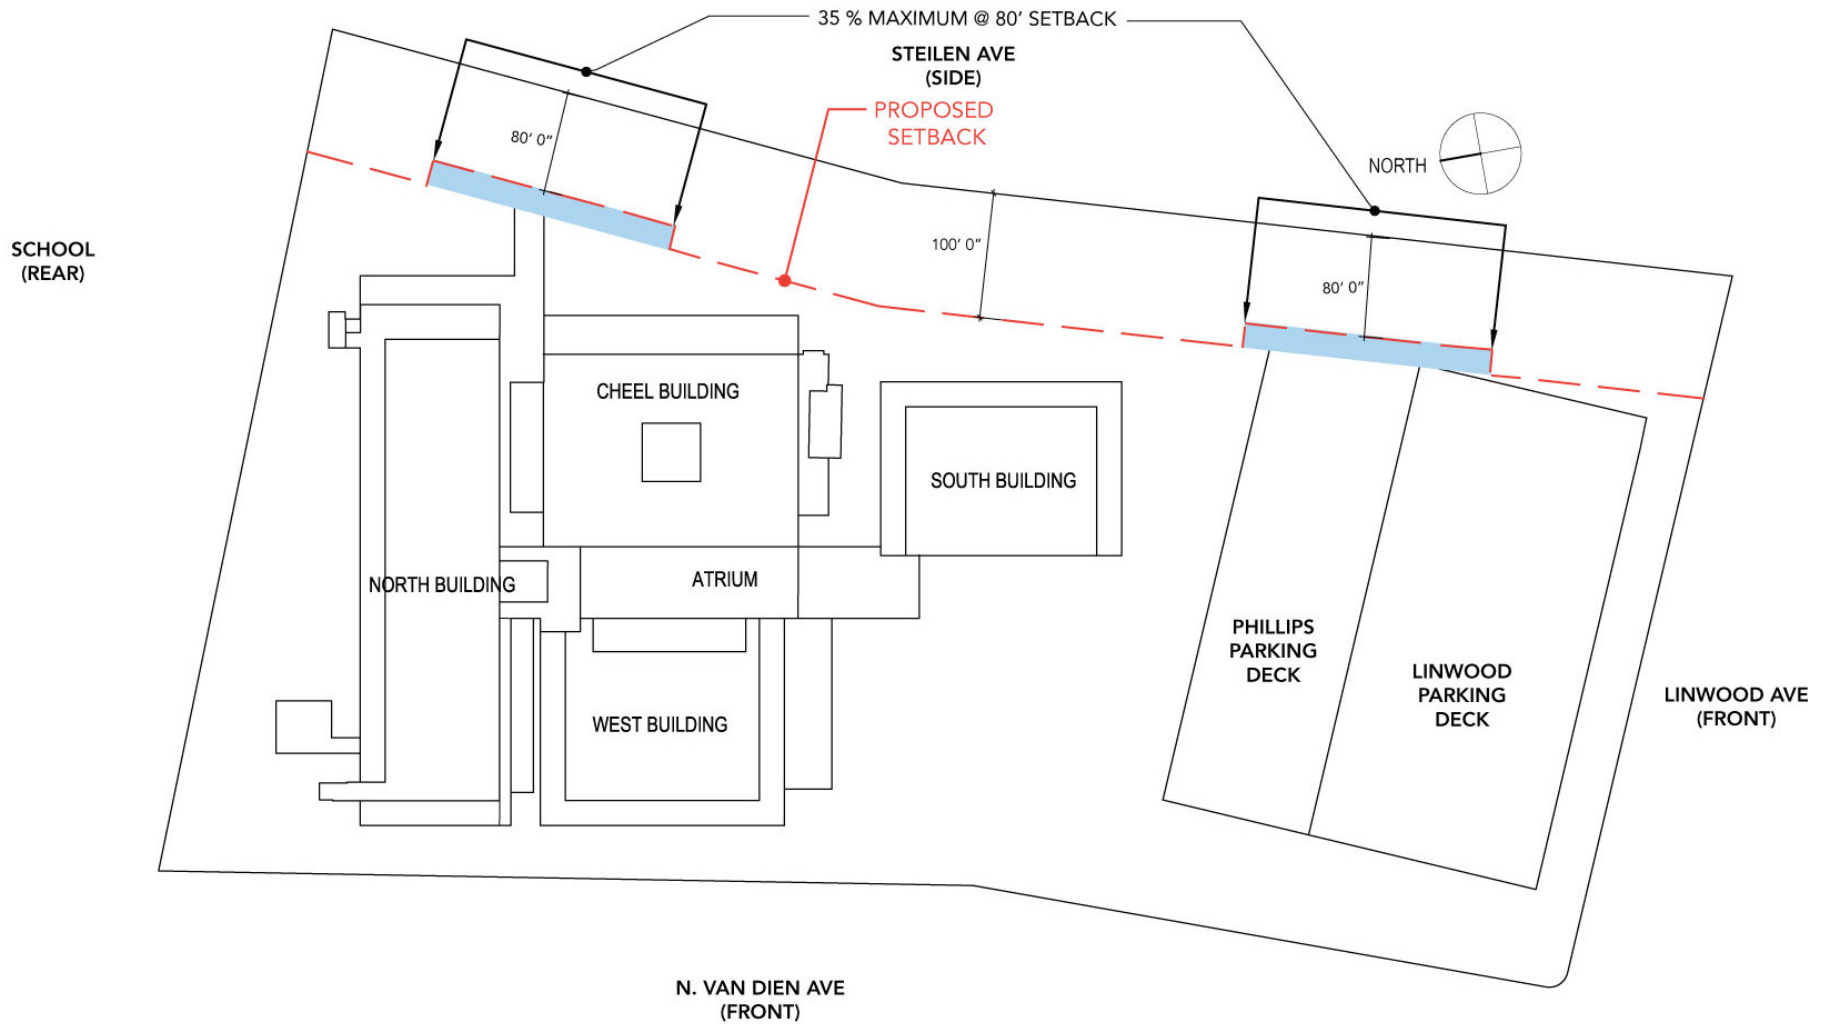 35 % MAXIMUM @ 80’ SETBACK
STEILEN AVE
(SIDE)
PROPOSED
SETBACK
80’ 0”
NORTH
SCHOOL
(REAR)
100’ 0”
80’ 0”
CHEEL BUILDING
SOUTH BUILDING
NORTH BUILDING
ATRIUM
PHILLIPS
PARKING
DECK
LINWOOD
PARKING
DECK
LINWOOD AVE
(FRONT)
WEST BUILDING
N. VAN DIEN AVE
(FRONT)